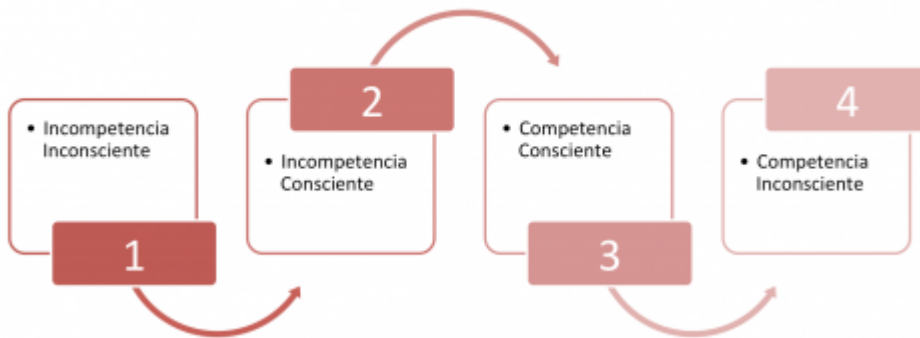 • Incompetencia
Inconsciente
1
2
• Incompetencia
Consciente
• Competencia
Consciente
3
4
• Competencia
Inconsciente